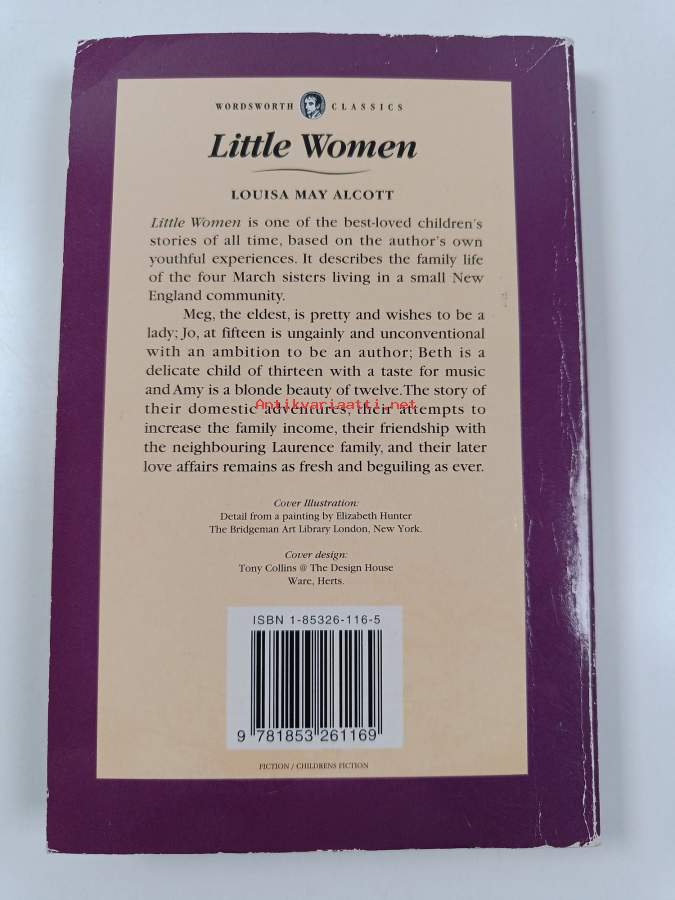 WORDSWORTH CLASSICS
Little Women
LOUISA MAY ALCOTT
Little Women is one of the best-loved children's
stories of all time, based on the author's own
youthful experiences. It describes the family life
of the four March sisters living in a small New
England community.
Meg, the eldest, is pretty and wishes to be a
lady; Jo, at fifteen is ungainly and unconventional
with an ambition to be an author; Beth is a
delicate child of thirteen with a taste for music
and Amy is a blonde beauty of twelve. The story of
Antikvariaatti.net
their domestic adventures, their attempts to
increase the family income, their friendship with
the neighbouring Laurence family, and their later
love affairs remains as fresh and beguiling as ever.
Cover Illustration:
Detail from a painting by Elizabeth Hunter
The Bridgeman Art Library London, New York.
Cover design:
Tony Collins @ The Design House
Ware, Herts.
ISBN 1-85326-116-5
9 781853 261169
FICTION / CHILDRENS FICTION